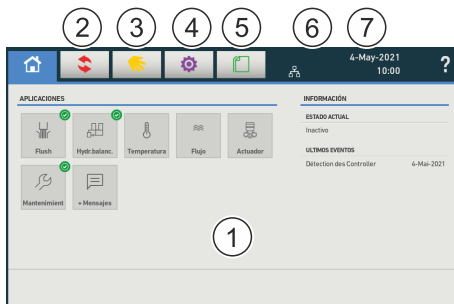 2 3 4 5 6 7
4-May-2021
10:00
?
APLICACIONES
INFORMACIÓN
ESTADO ACTUAL
Inactivo
ULTIMOS EVENTOS
Détection des Controller 4-Mai-2021
Flush Hydr.balanc. Temperatura Flujo Actuador
Mantenimient + Mensajes
1